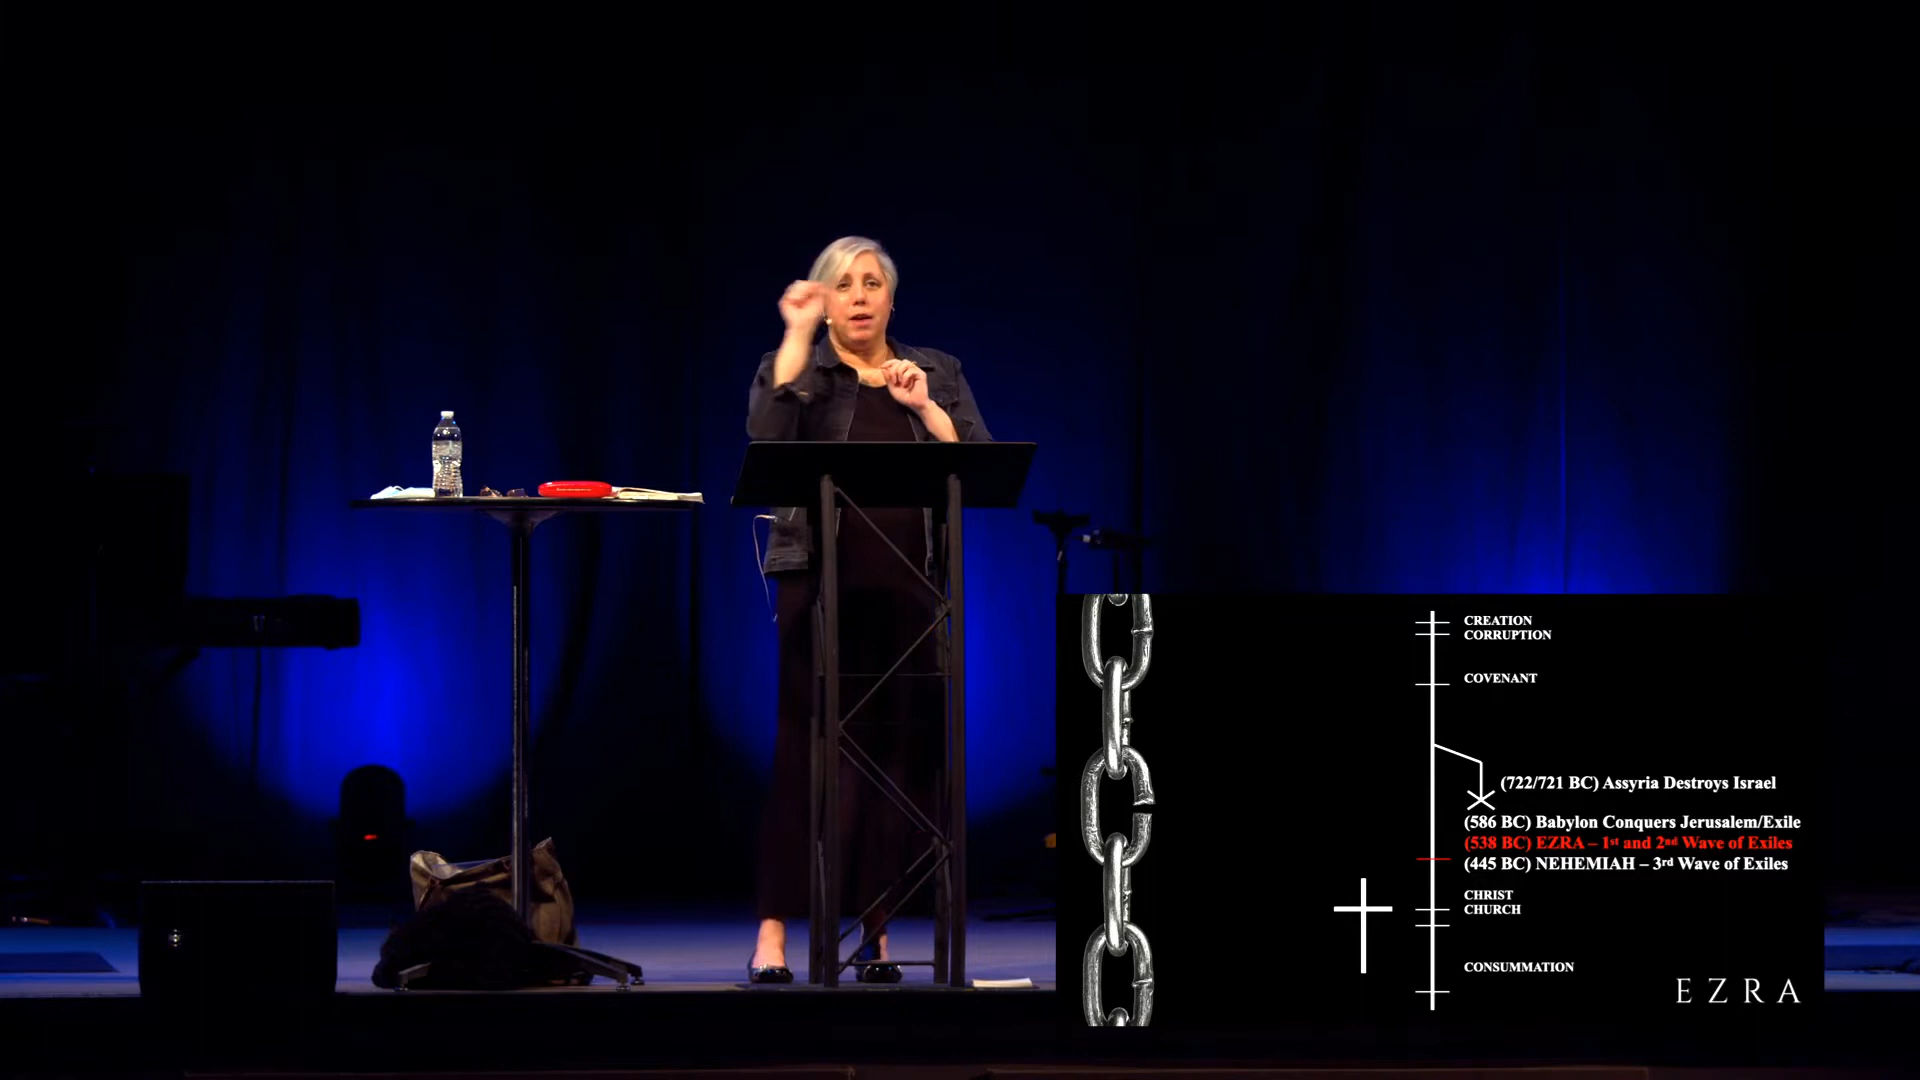 CREATION
CORRUPTION
COVENANT
(722/721 BC) Assyria Destroys Israel
(586 BC) Babylon Conquers Jerusalem/Exile
(538 BC) EZRA – 1st and 2nd Wave of Exiles
(445 BC) NEHEMIAH – 3rd Wave of Exiles
CHRIST
CHURCH
CONSUMMATION
EZRA